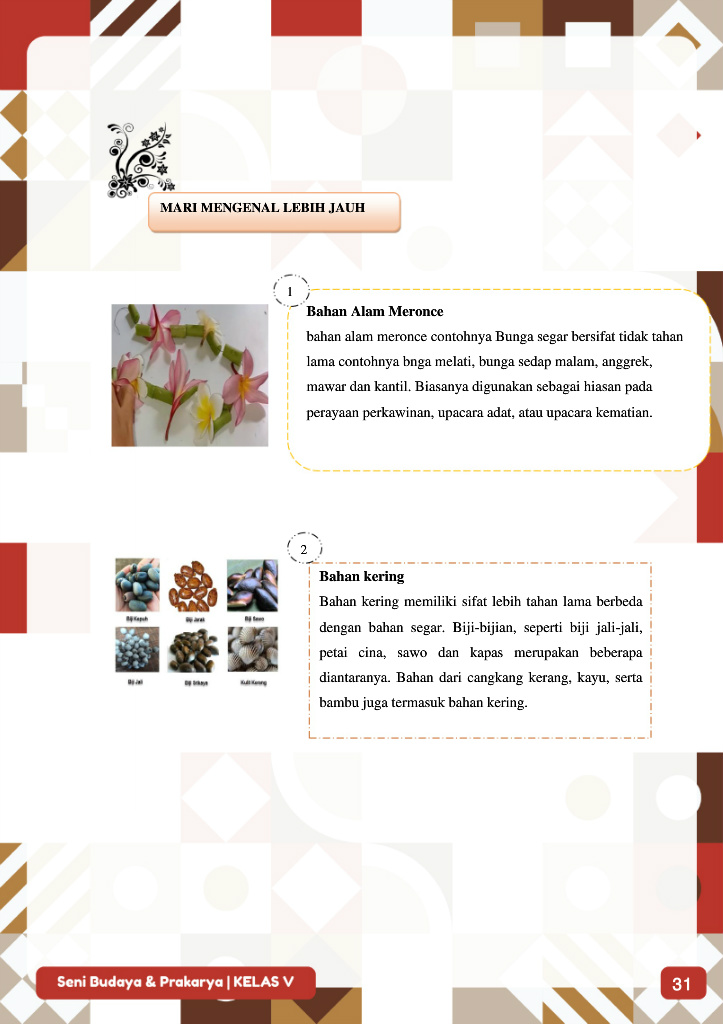 MARI MENGENAL LEBIH JAUH
1
Bahan Alam Meronce
bahan alam meronce contohnya Bunga segar bersifat tidak tahan
lama contohnya bnga melati, bunga sedap malam, anggrek,
mawar dan kantil. Biasanya digunakan sebagai hiasan pada
perayaan perkawinan, upacara adat, atau upacara kematian.
2
Bahan kering
Bahan kering memiliki sifat lebih tahan lama berbeda
dengan bahan segar. Biji-bijian, seperti biji jali-jali,
petai cina, sawo dan kapas merupakan beberapa
diantaranya. Bahan dari cangkang kerang, kayu, serta
bambu juga termasuk bahan kering.
Biji Kapuh Biji Jarak Biji Sawo
Biji Jali Biji Srikaya Kulit Kerang
Seni Budaya & Prakarya | KELAS V
31